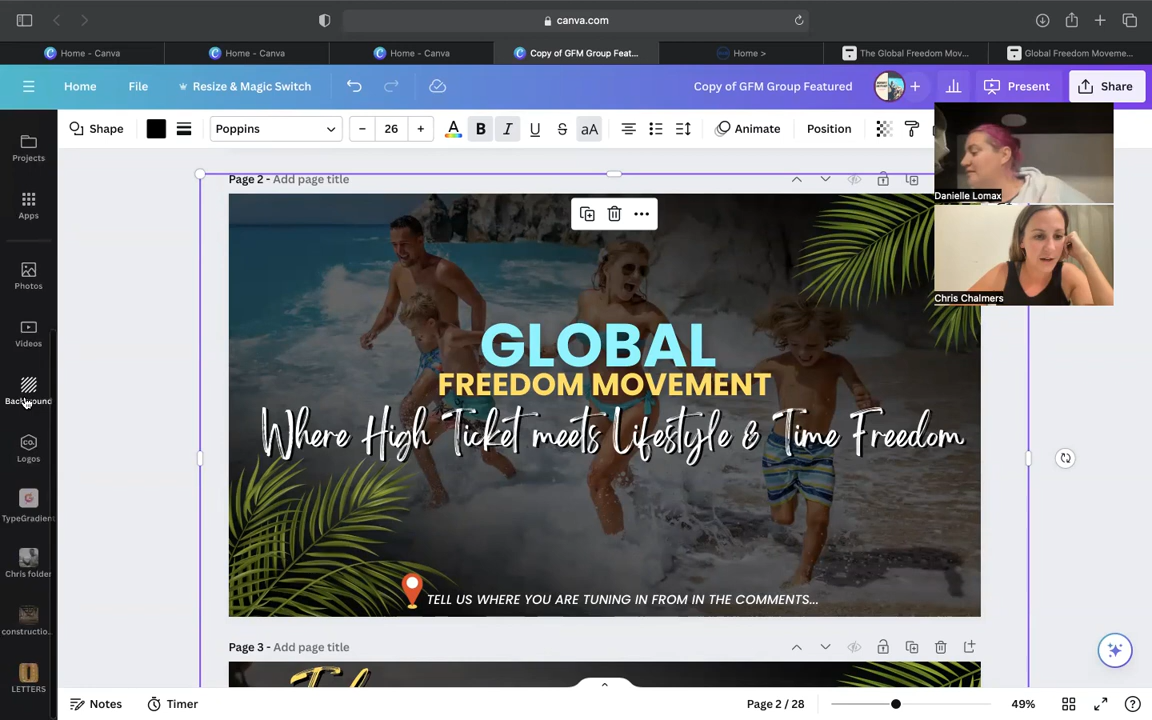 canva.com
Home - Canva
Home - Canva
Home - Canva
Copy of GFM Group Feat...
Home >
The Global Freedom Mov...
Global Freedom Moveme...
Home
File
Resize & Magic Switch
Copy of GFM Group Featured
Present
Share
Shape
Poppins
26
A
B
I
U
S
aA
Animate
Position
Projects
Apps
Photos
Videos
Background
Logos
TypeGradient
Chris folder
constructio...
LETTERS
Danielle Lomax
Chris Chalmers
Page 2 - Add page title
GLOBAL
FREEDOM MOVEMENT
Where High Ticket meets Lifestyle & Time Freedom
TELL US WHERE YOU ARE TUNING IN FROM IN THE COMMENTS...
Page 3 - Add page title
Notes
Timer
Page 2 / 28
49%